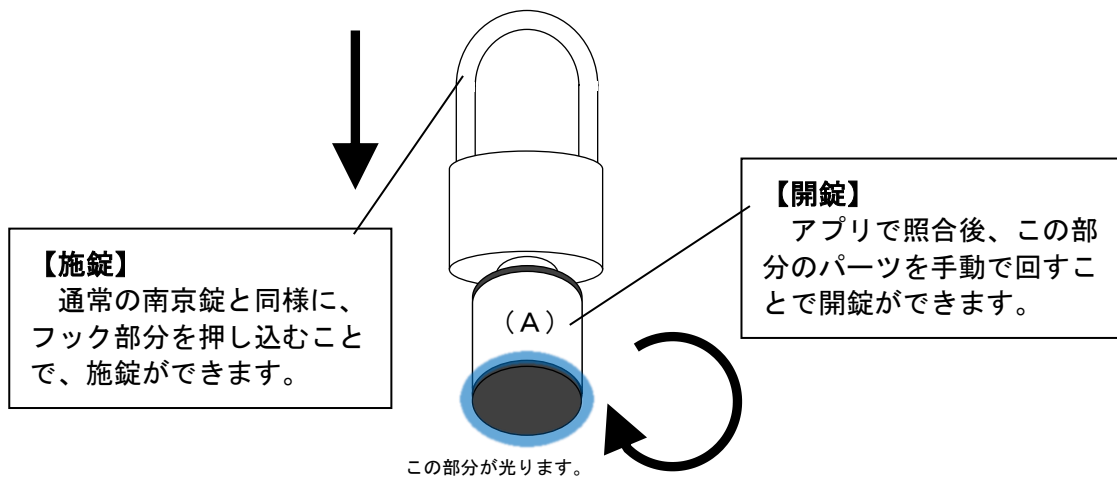 【施錠】
通常の南京錠と同様に、
フック部分を押し込むこと
で、施錠ができます。
【開錠】
アプリで照合後、この部
分のパーツを手動で回すこ
とで開錠ができます。
（A）
この部分が光ります。